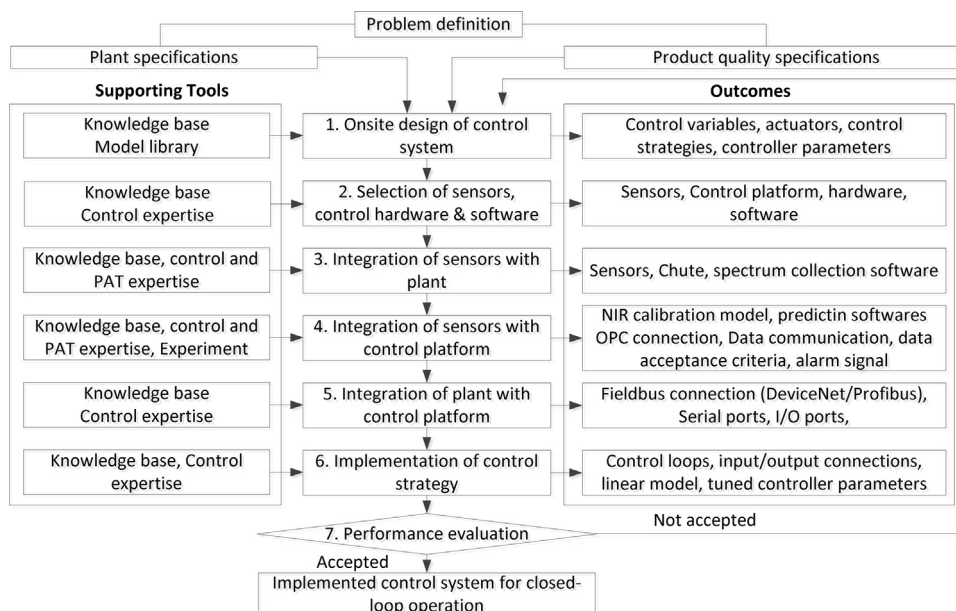 Problem definition
Plant specifications
Product quality specifications
Supporting Tools
Outcomes
Knowledge base
Model library
1. Onsite design of control
system
Control variables, actuators, control
strategies, controller parameters
Knowledge base
Control expertise
2. Selection of sensors,
control hardware & software
Sensors, Control platform, hardware,
software
Knowledge base, control and
PAT expertise
3. Integration of sensors with
plant
Sensors, Chute, spectrum collection software
Knowledge base, control and
PAT expertise, Experiment
4. Integration of sensors with
control platform
NIR calibration model, predictin softwares
OPC connection, Data communication, data
acceptance criteria, alarm signal
Knowledge base
Control expertise
5. Integration of plant with
control platform
Fieldbus connection (DeviceNet/Profibus),
Serial ports, I/O ports,
Knowledge base, Control
expertise
6. Implementation of control
strategy
Control loops, input/output connections,
linear model, tuned controller parameters
7. Performance evaluation
Not accepted
Accepted
Implemented control system for closed-
loop operation